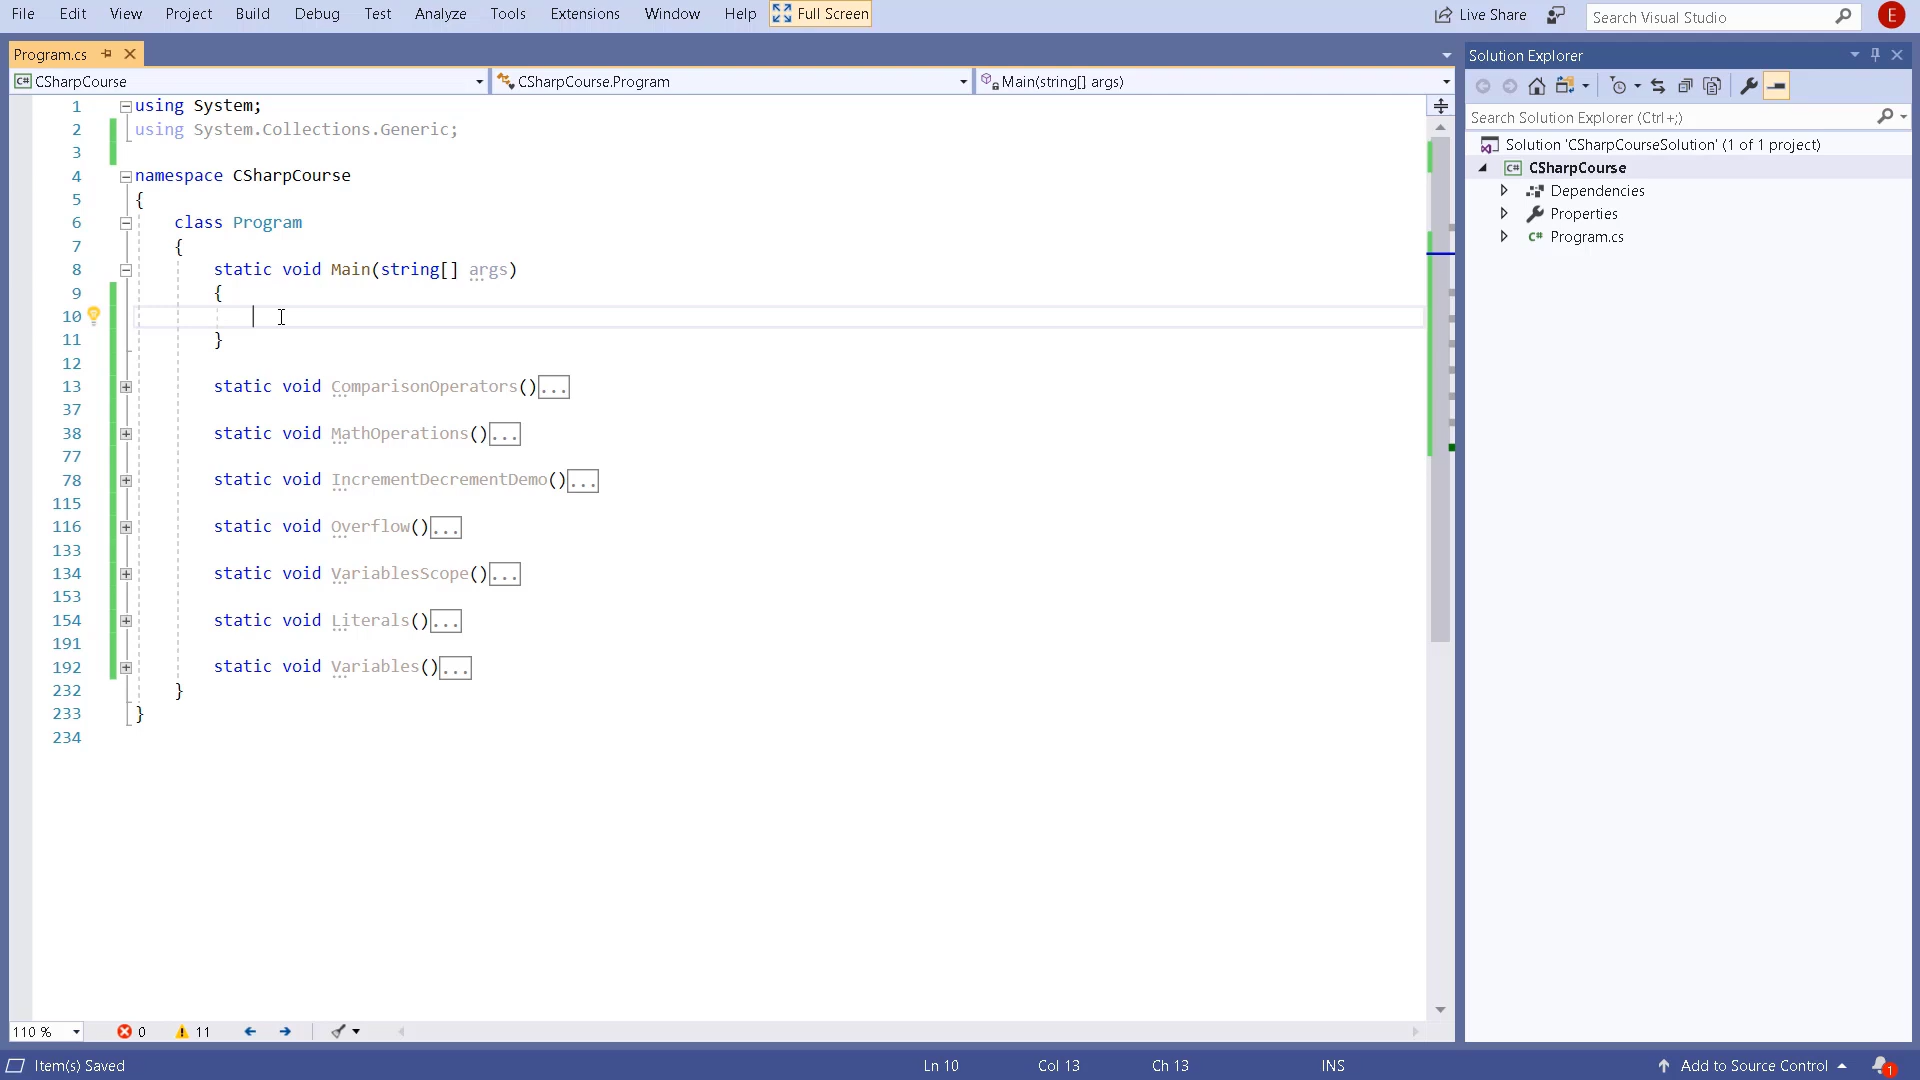 File Edit View Project Build Debug Test Analyze Tools Extensions Window Help Full Screen Live Share Search Visual Studio E
Program.cs
CSharpCourse CSharpCourse.Program Main(string[] args)
1 using System;
2 using System.Collections.Generic;
3
4 namespace CSharpCourse
5 {
6 class Program
7 {
8 static void Main(string[] args)
9 {
10
11 }
12
13 static void ComparisonOperators()...
37
38 static void MathOperations()...
77
78 static void IncrementDecrementDemo()...
115
116 static void Overflow()...
133
134 static void VariablesScope()...
153
154 static void Literals()...
191
192 static void Variables()...
232 }
233 }
234
110 % 0 11
Solution Explorer
Search Solution Explorer (Ctrl+;)
Solution 'CSharpCourseSolution' (1 of 1 project)
C# CSharpCourse
Dependencies
Properties
C# Program.cs
Item(s) Saved Ln 10 Col 13 Ch 13 INS Add to Source Control 1